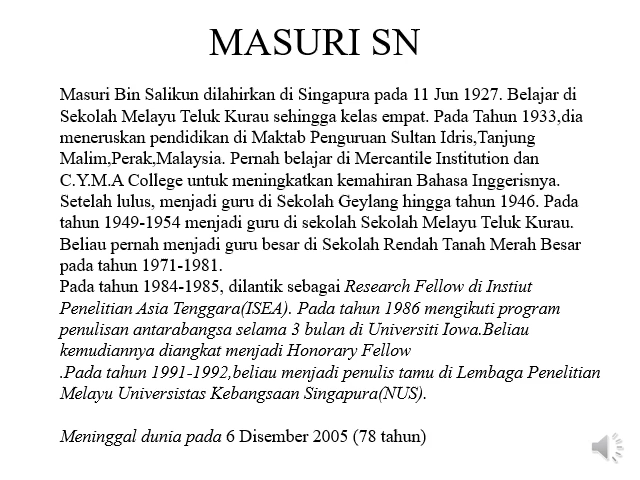 MASURI SN
Masuri Bin Salikun dilahirkan di Singapura pada 11 Jun 1927. Belajar di
Sekolah Melayu Teluk Kurau sehingga kelas empat. Pada Tahun 1933,dia
meneruskan pendidikan di Maktab Penguruan Sultan Idris,Tanjung
Malim,Perak,Malaysia. Pernah belajar di Mercantile Institution dan
C.Y.M.A College untuk meningkatkan kemahiran Bahasa Inggerisnya.
Setelah lulus, menjadi guru di Sekolah Geylang hingga tahun 1946. Pada
tahun 1949-1954 menjadi guru di sekolah Sekolah Melayu Teluk Kurau.
Beliau pernah menjadi guru besar di Sekolah Rendah Tanah Merah Besar
pada tahun 1971-1981.
Pada tahun 1984-1985, dilantik sebagai Research Fellow di Instiut
Penelitian Asia Tenggara(ISEA). Pada tahun 1986 mengikuti program
penulisan antarabangsa selama 3 bulan di Universiti Iowa.Beliau
kemudiannya diangkat menjadi Honorary Fellow
.Pada tahun 1991-1992,beliau menjadi penulis tamu di Lembaga Penelitian
Melayu Universistas Kebangsaan Singapura(NUS).
Meninggal dunia pada 6 Disember 2005 (78 tahun)